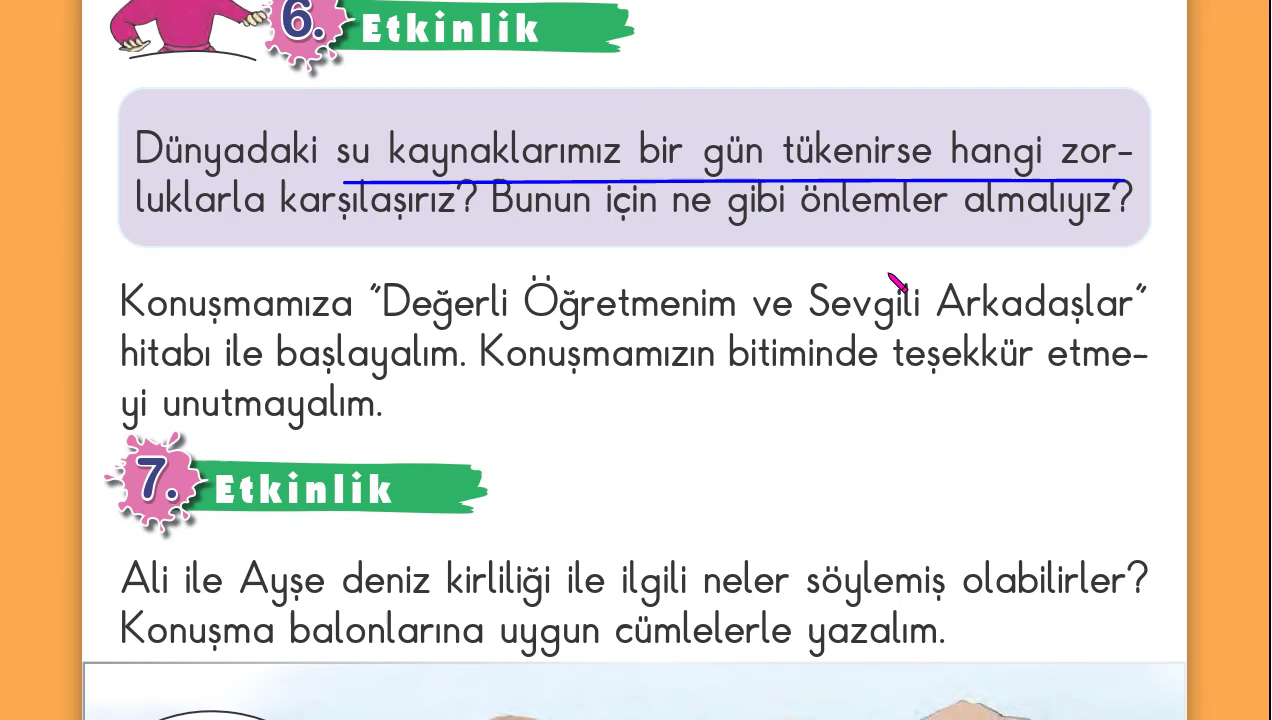 6. Etkinlik
Dünyadaki su kaynaklarımız bir gün tükenirse hangi zor-
luklarla karşılaşırız? Bunun için ne gibi önlemler almalıyız?
Konuşmamıza "Değerli Öğretmenim ve Sevgili Arkadaşlar"
hitabı ile başlayalım. Konuşmamızın bitiminde teşekkür etme-
yi unutmayalım.
7. Etkinlik
Ali ile Ayşe deniz kirliliği ile ilgili neler söylemiş olabilirler?
Konuşma balonlarına uygun cümlelerle yazalım.